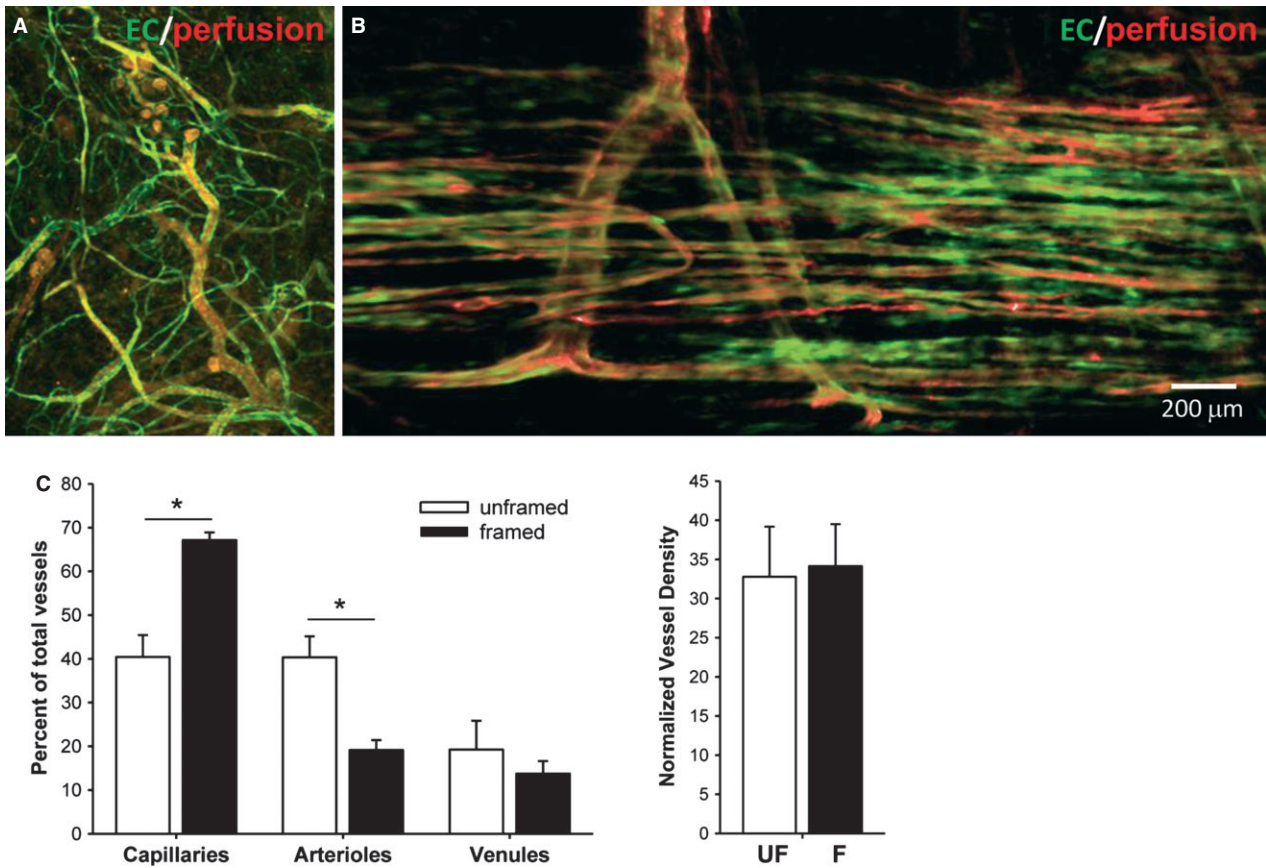 A
EC/perfusion
B
EC/perfusion
200 µm
C
80
70
60
50
40
30
20
10
0
Percent of total vessels
*
*
unframed
framed
Capillaries Arterioles Venules
45
40
35
30
25
20
15
10
5
0
Normalized Vessel Density
UF F